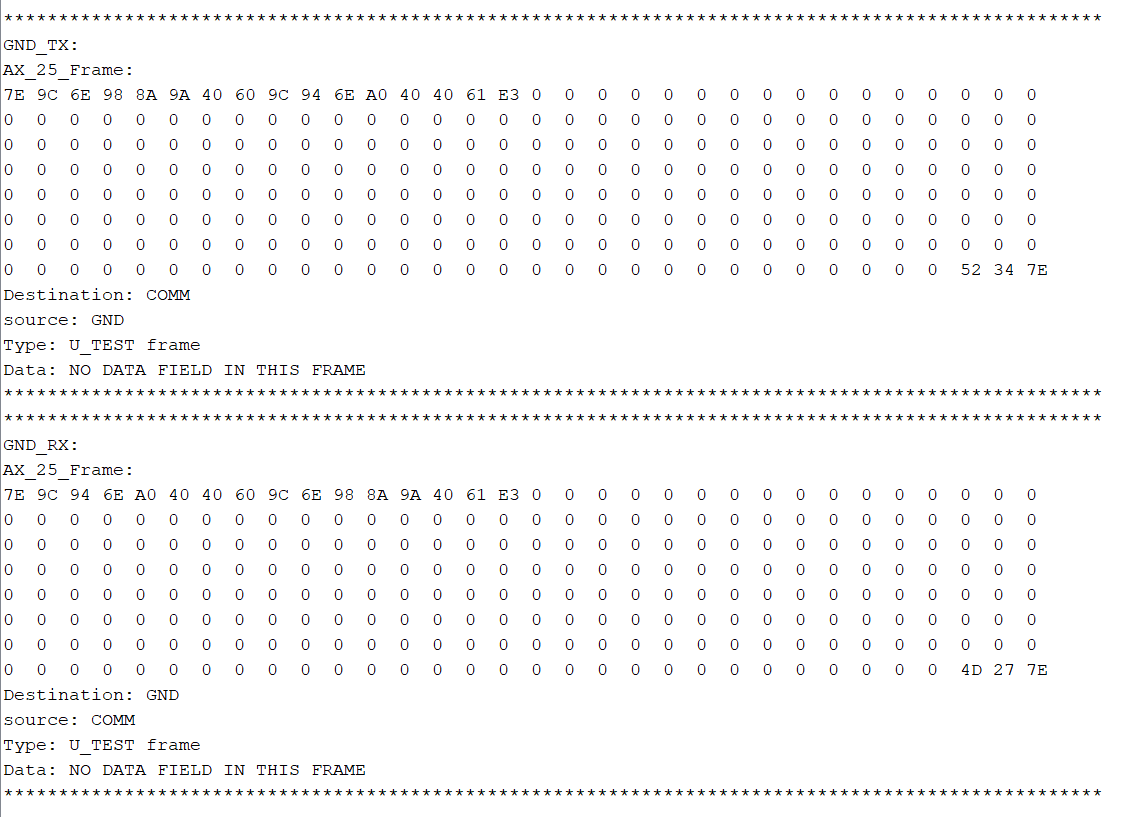 ****************************************************************************************************
GND_TX:
AX_25_Frame:
7E 9C 6E 98 8A 9A 40 60 9C 94 6E A0 40 40 61 E3 0 0 0 0 0 0 0 0 0 0 0 0 0 0 0 0
0 0 0 0 0 0 0 0 0 0 0 0 0 0 0 0 0 0 0 0 0 0 0 0 0 0 0 0 0 0 0 0
0 0 0 0 0 0 0 0 0 0 0 0 0 0 0 0 0 0 0 0 0 0 0 0 0 0 0 0 0 0 0 0
0 0 0 0 0 0 0 0 0 0 0 0 0 0 0 0 0 0 0 0 0 0 0 0 0 0 0 0 0 0 0 0
0 0 0 0 0 0 0 0 0 0 0 0 0 0 0 0 0 0 0 0 0 0 0 0 0 0 0 0 0 0 0 0
0 0 0 0 0 0 0 0 0 0 0 0 0 0 0 0 0 0 0 0 0 0 0 0 0 0 0 0 0 0 0 0
0 0 0 0 0 0 0 0 0 0 0 0 0 0 0 0 0 0 0 0 0 0 0 0 0 0 0 0 0 0 0 0
0 0 0 0 0 0 0 0 0 0 0 0 0 0 0 0 0 0 0 0 0 0 0 0 0 0 0 0 0 52 34 7E
Destination: COMM
source: GND
Type: U_TEST frame
Data: NO DATA FIELD IN THIS FRAME
****************************************************************************************************
****************************************************************************************************
GND_RX:
AX_25_Frame:
7E 9C 94 6E A0 40 40 60 9C 6E 98 8A 9A 40 61 E3 0 0 0 0 0 0 0 0 0 0 0 0 0 0 0 0
0 0 0 0 0 0 0 0 0 0 0 0 0 0 0 0 0 0 0 0 0 0 0 0 0 0 0 0 0 0 0 0
0 0 0 0 0 0 0 0 0 0 0 0 0 0 0 0 0 0 0 0 0 0 0 0 0 0 0 0 0 0 0 0
0 0 0 0 0 0 0 0 0 0 0 0 0 0 0 0 0 0 0 0 0 0 0 0 0 0 0 0 0 0 0 0
0 0 0 0 0 0 0 0 0 0 0 0 0 0 0 0 0 0 0 0 0 0 0 0 0 0 0 0 0 0 0 0
0 0 0 0 0 0 0 0 0 0 0 0 0 0 0 0 0 0 0 0 0 0 0 0 0 0 0 0 0 0 0 0
0 0 0 0 0 0 0 0 0 0 0 0 0 0 0 0 0 0 0 0 0 0 0 0 0 0 0 0 0 0 0 0
0 0 0 0 0 0 0 0 0 0 0 0 0 0 0 0 0 0 0 0 0 0 0 0 0 0 0 0 0 4D 27 7E
Destination: GND
source: COMM
Type: U_TEST frame
Data: NO DATA FIELD IN THIS FRAME
****************************************************************************************************